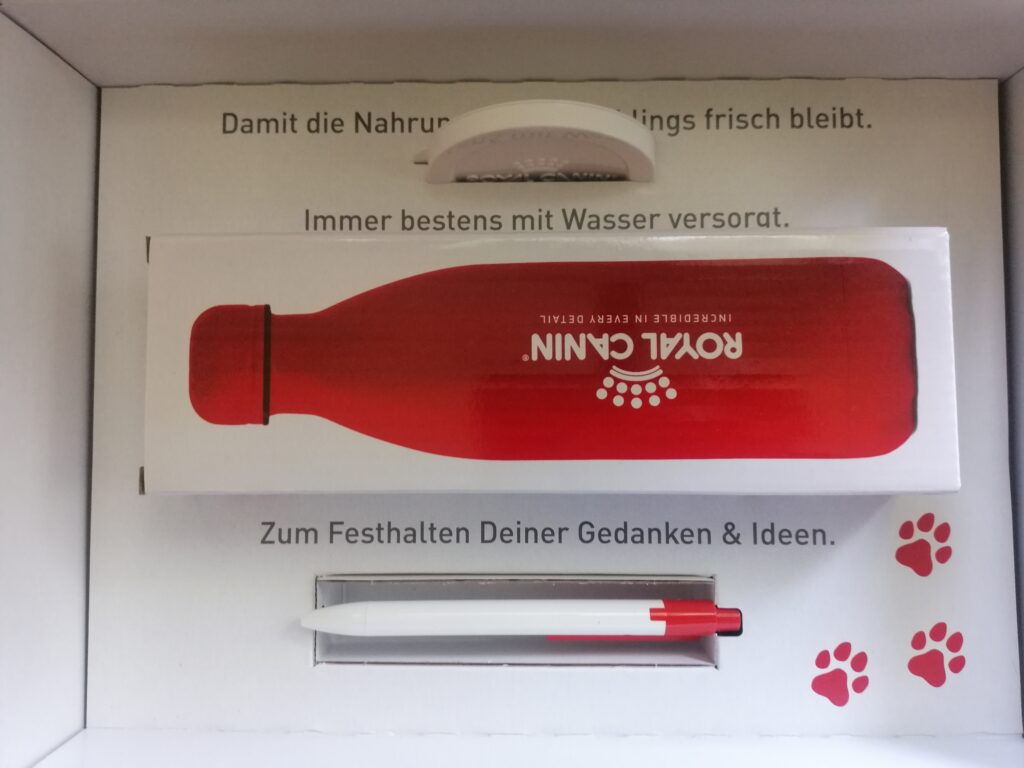 Damit die Nahrun lings frisch bleibt.
Immer bestens mit Wasser versorgt.
ROYAL CANIN®
INCREDIBLE IN EVERY DETAIL
Zum Festhalten Deiner Gedanken & Ideen.